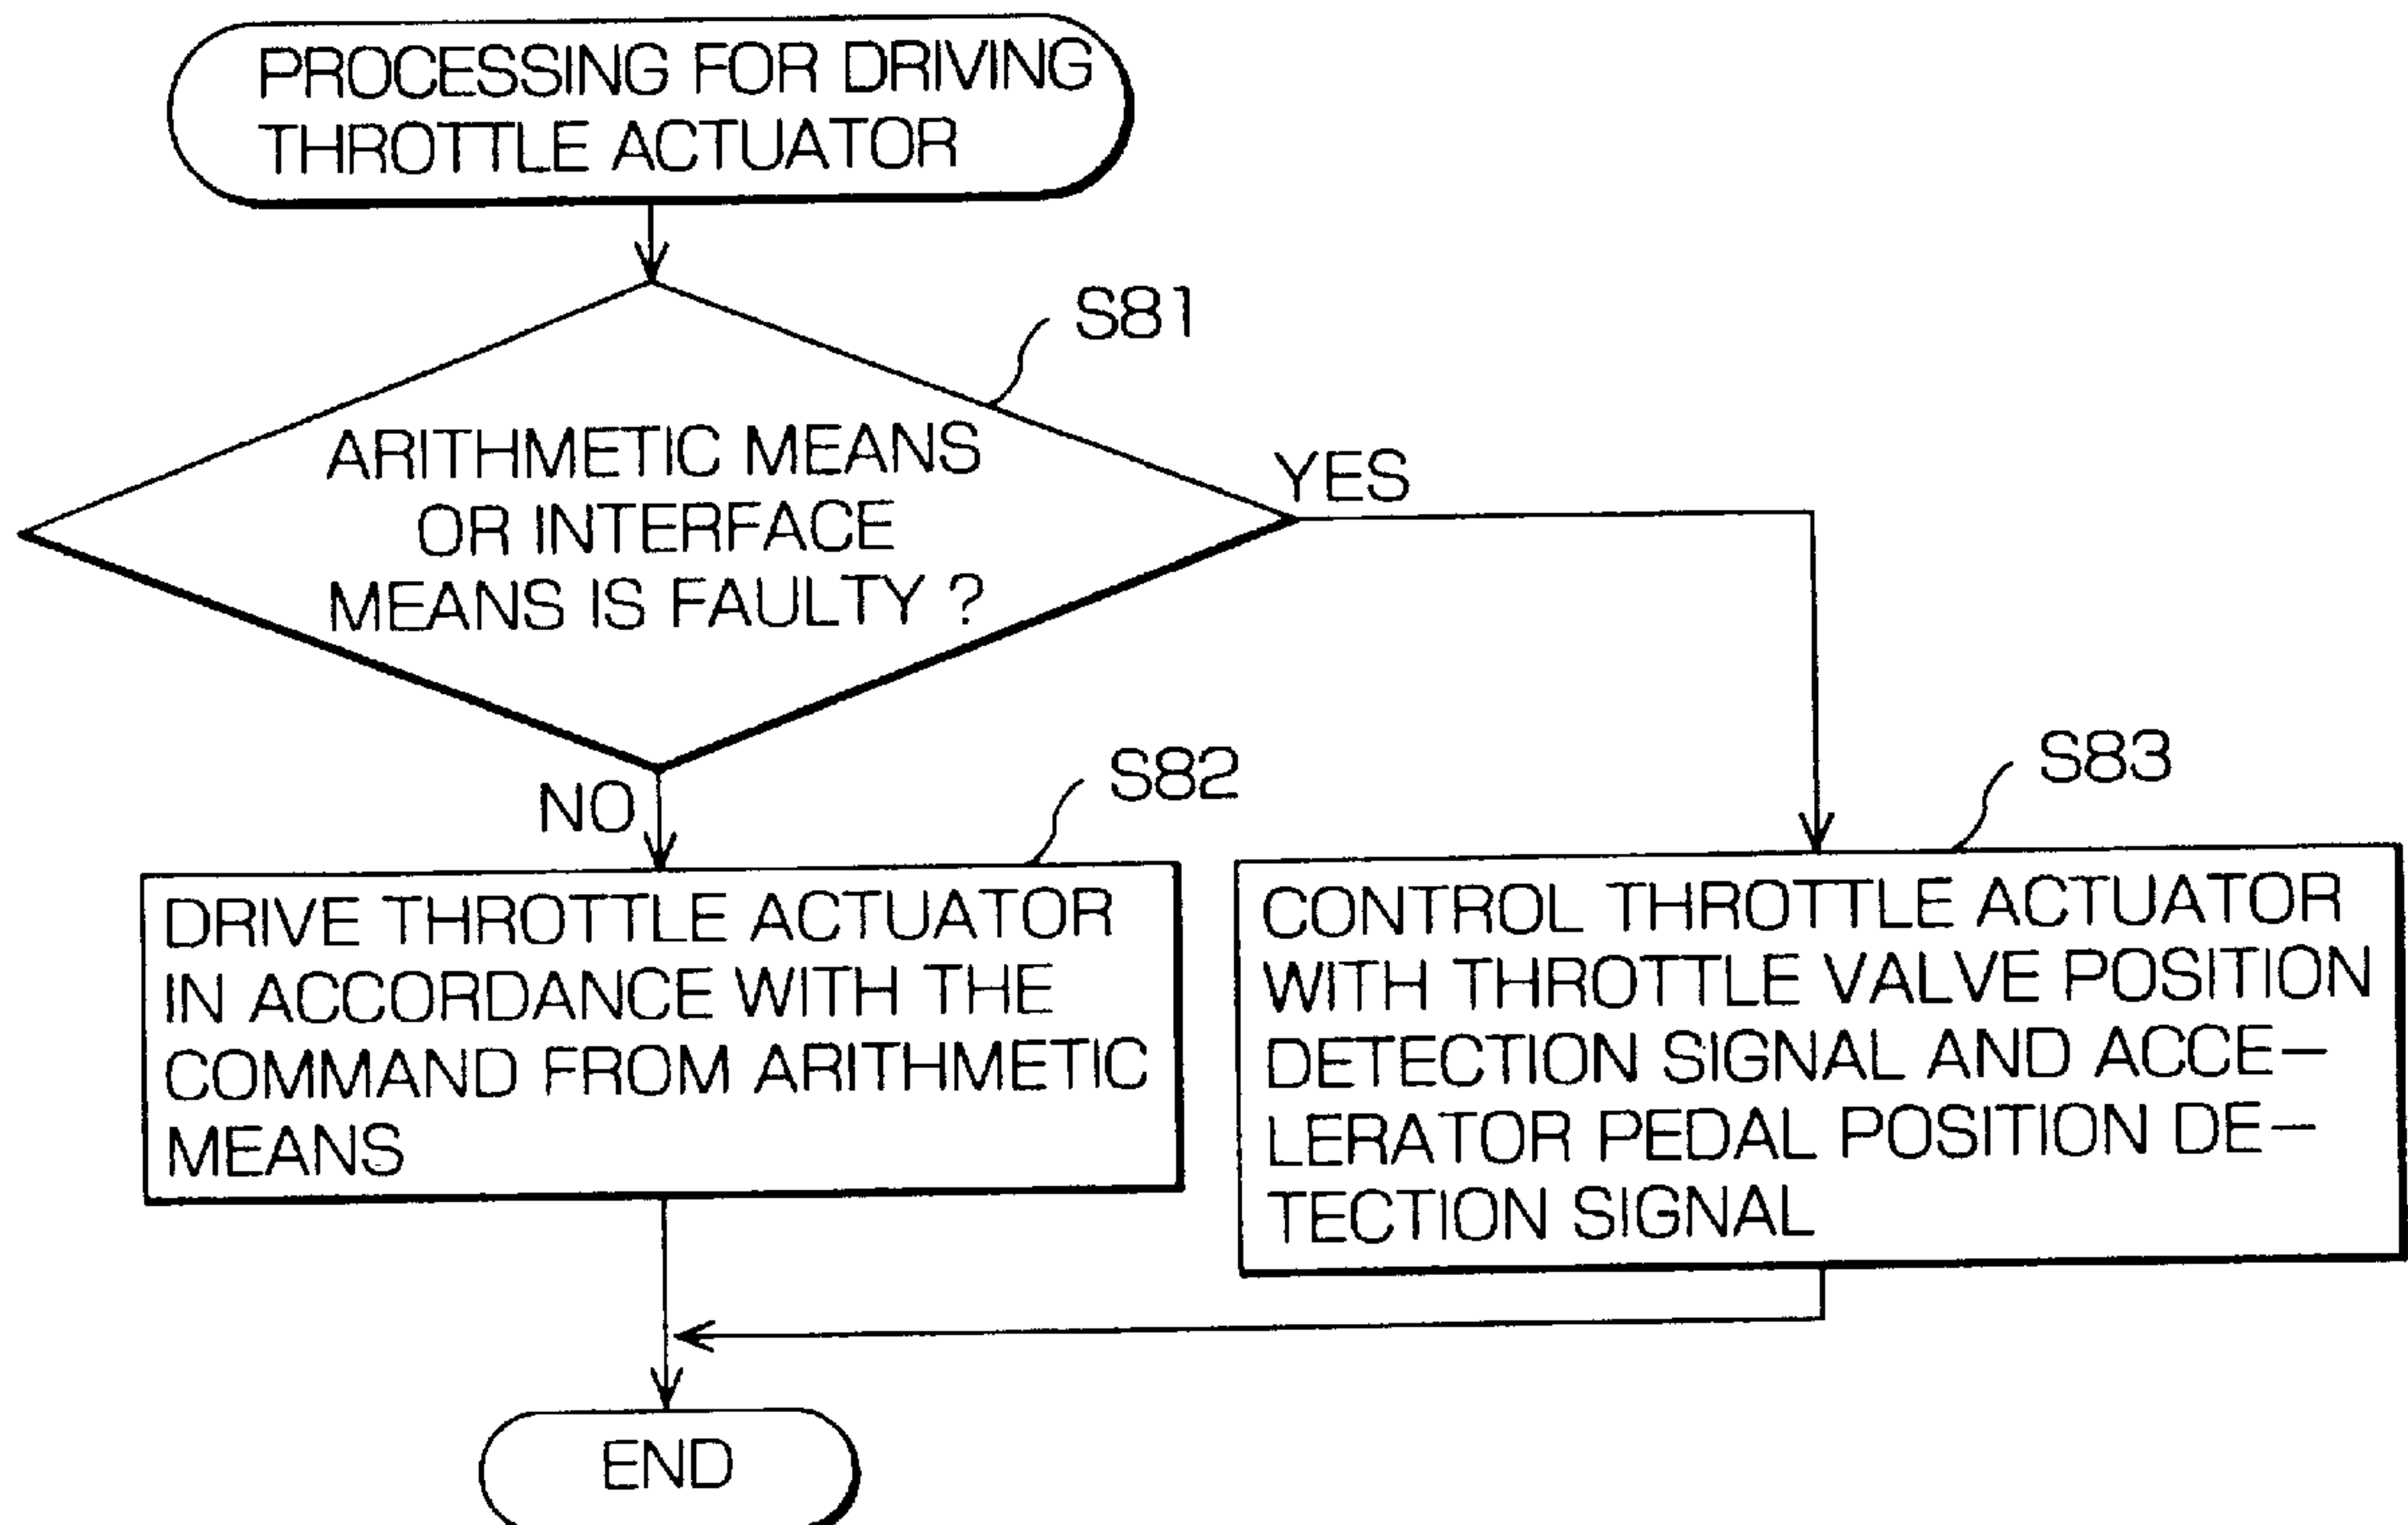 PROCESSING FOR DRIVING
THROTTLE ACTUATOR
S81
ARITHMETIC MEANS
OR INTERFACE
MEANS IS FAULTY ?
YES
NO
S82
S83
DRIVE THROTTLE ACTUATOR
IN ACCORDANCE WITH THE
COMMAND FROM ARITHMETIC
MEANS
CONTROL THROTTLE ACTUATOR
WITH THROTTLE VALVE POSITION
DETECTION SIGNAL AND ACCE-
LERATOR PEDAL POSITION DE-
TECTION SIGNAL
END